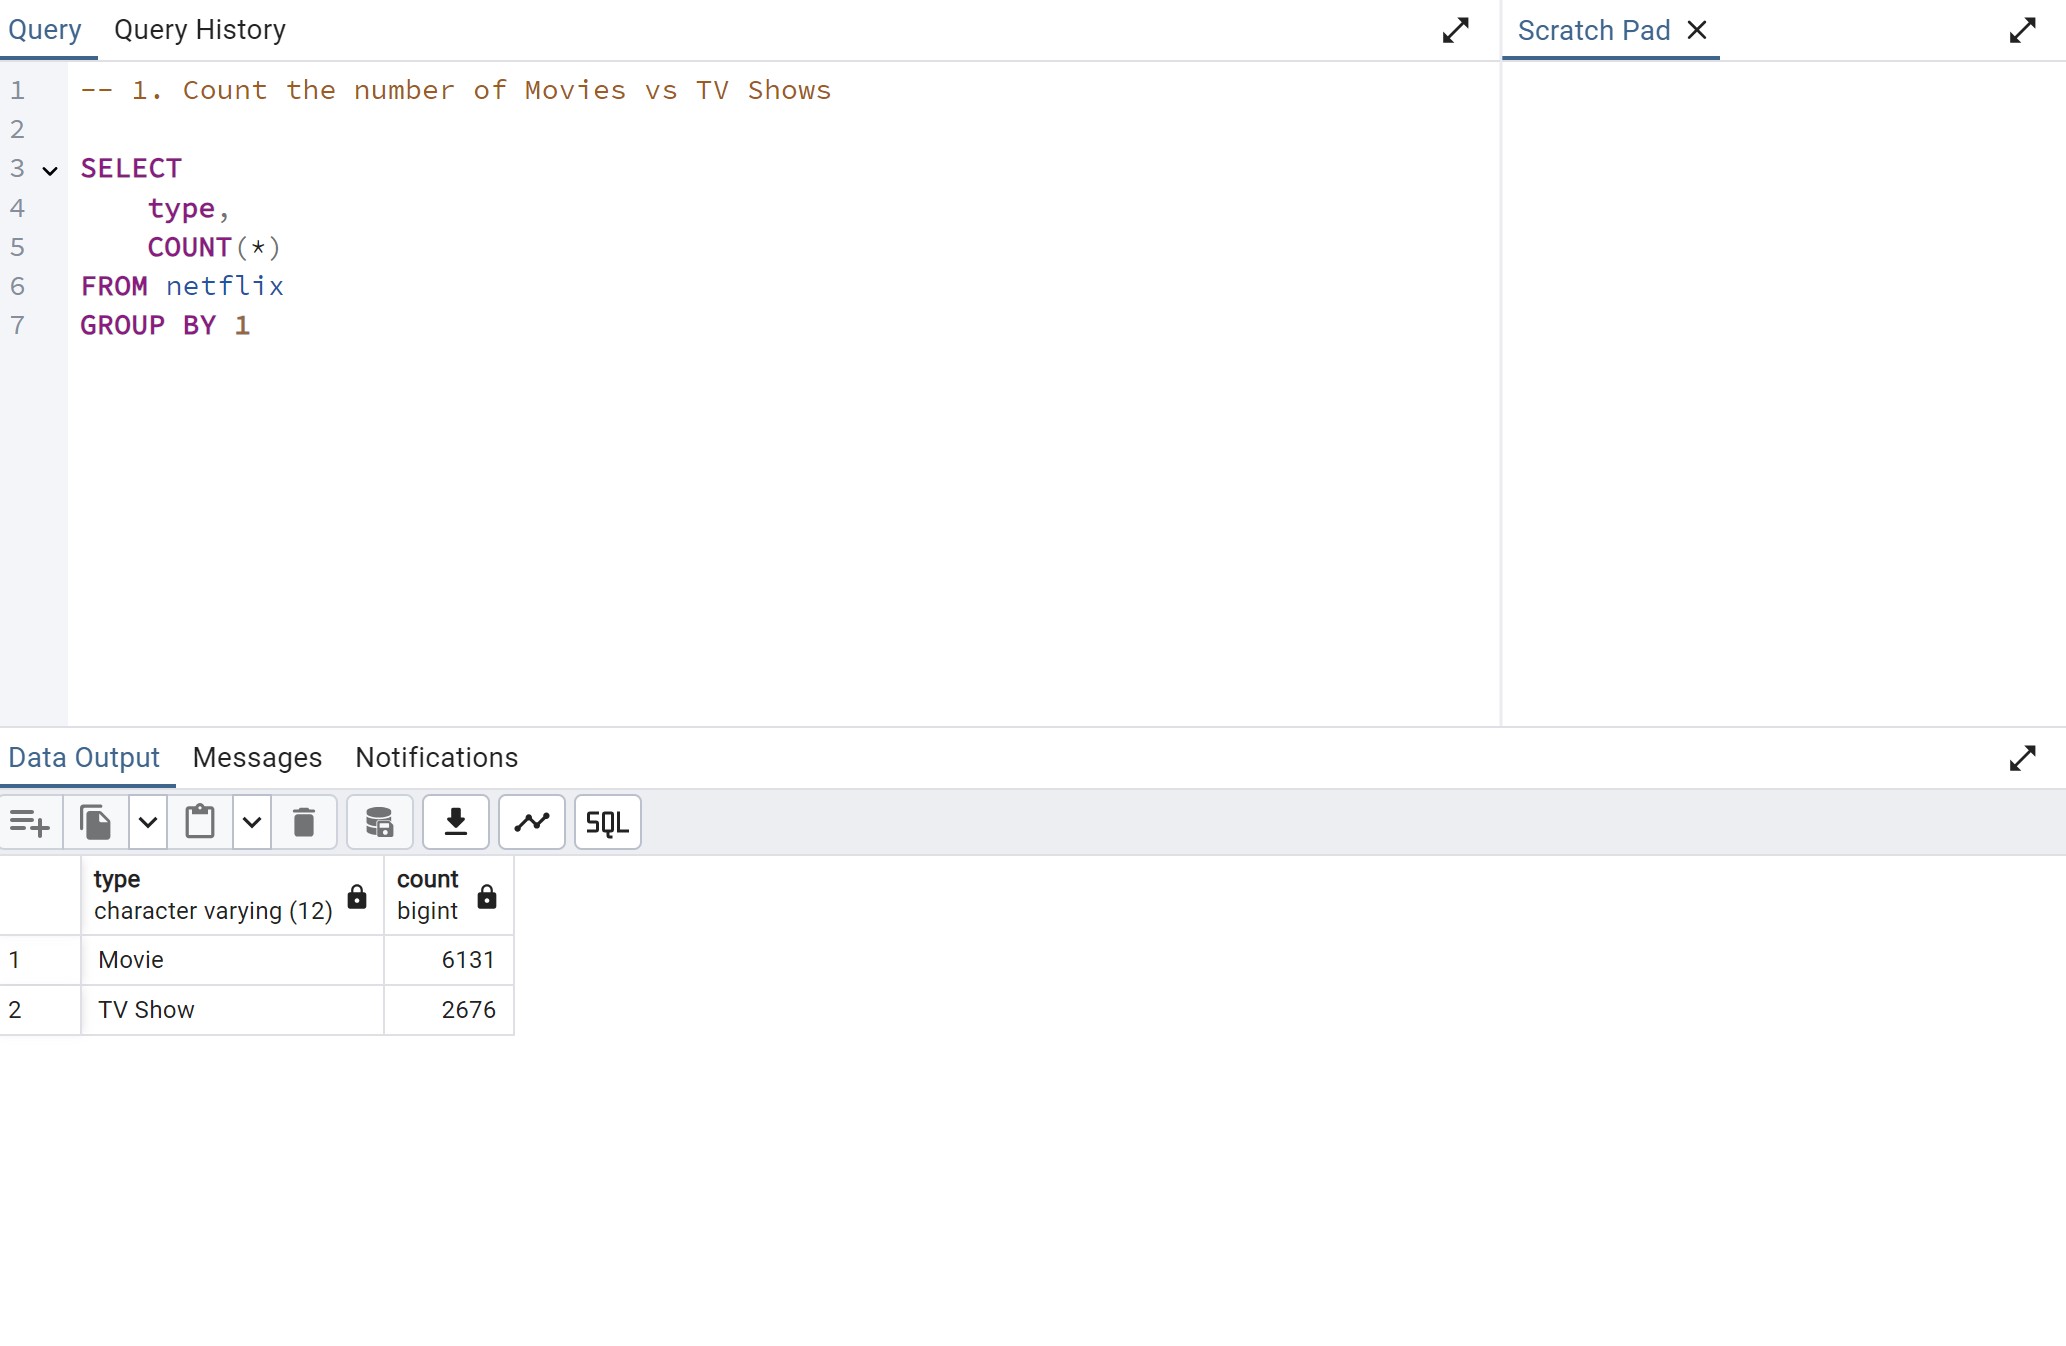 Query Query History
Scratch Pad
1 -- 1. Count the number of Movies vs TV Shows
2
3 SELECT
4 type,
5 COUNT(*)
6 FROM netflix
7 GROUP BY 1
Data Output Messages Notifications
SQL
type count
character varying (12) bigint
1 Movie 6131
2 TV Show 2676